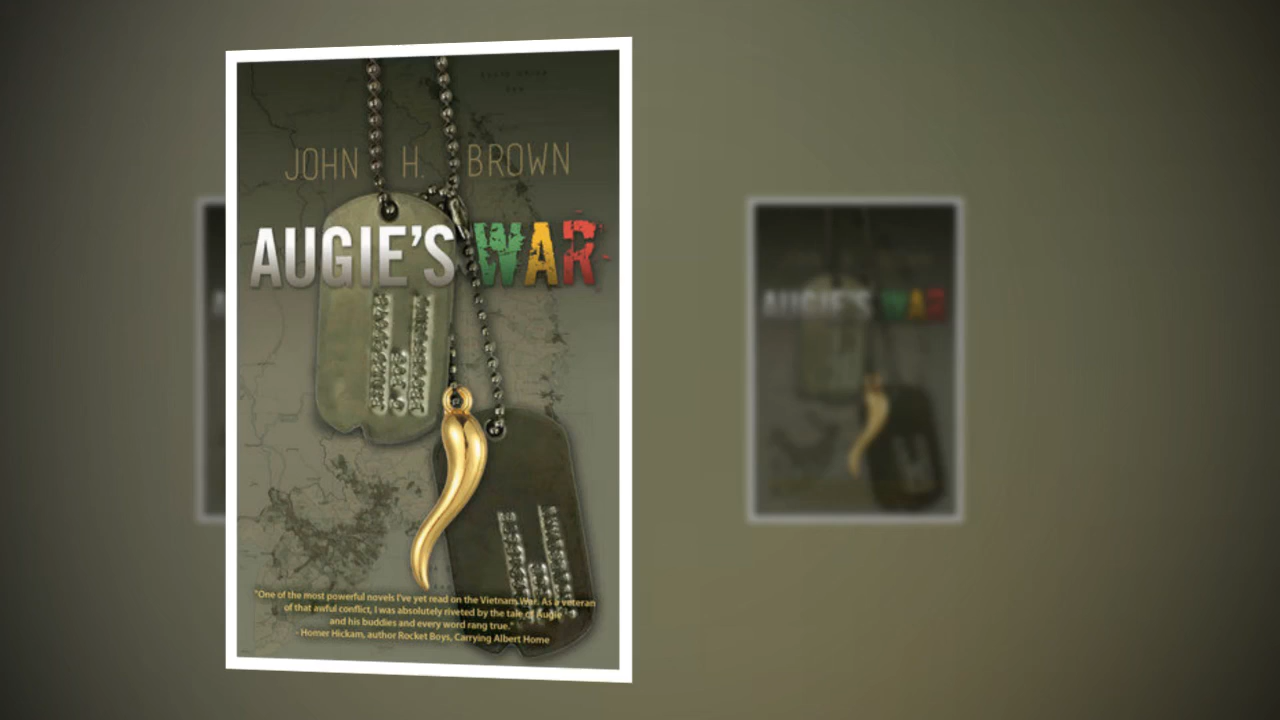 JOHN H. BROWN
AUGIE'S WAR
"One of the most powerful novels I've yet read on the Vietnam War. As a veteran
of that awful conflict, I was absolutely riveted by the tale of Augie
and his buddies and every word rang true."
- Homer Hickam, author Rocket Boys, Carrying Albert Home
AUGIE'S WAR